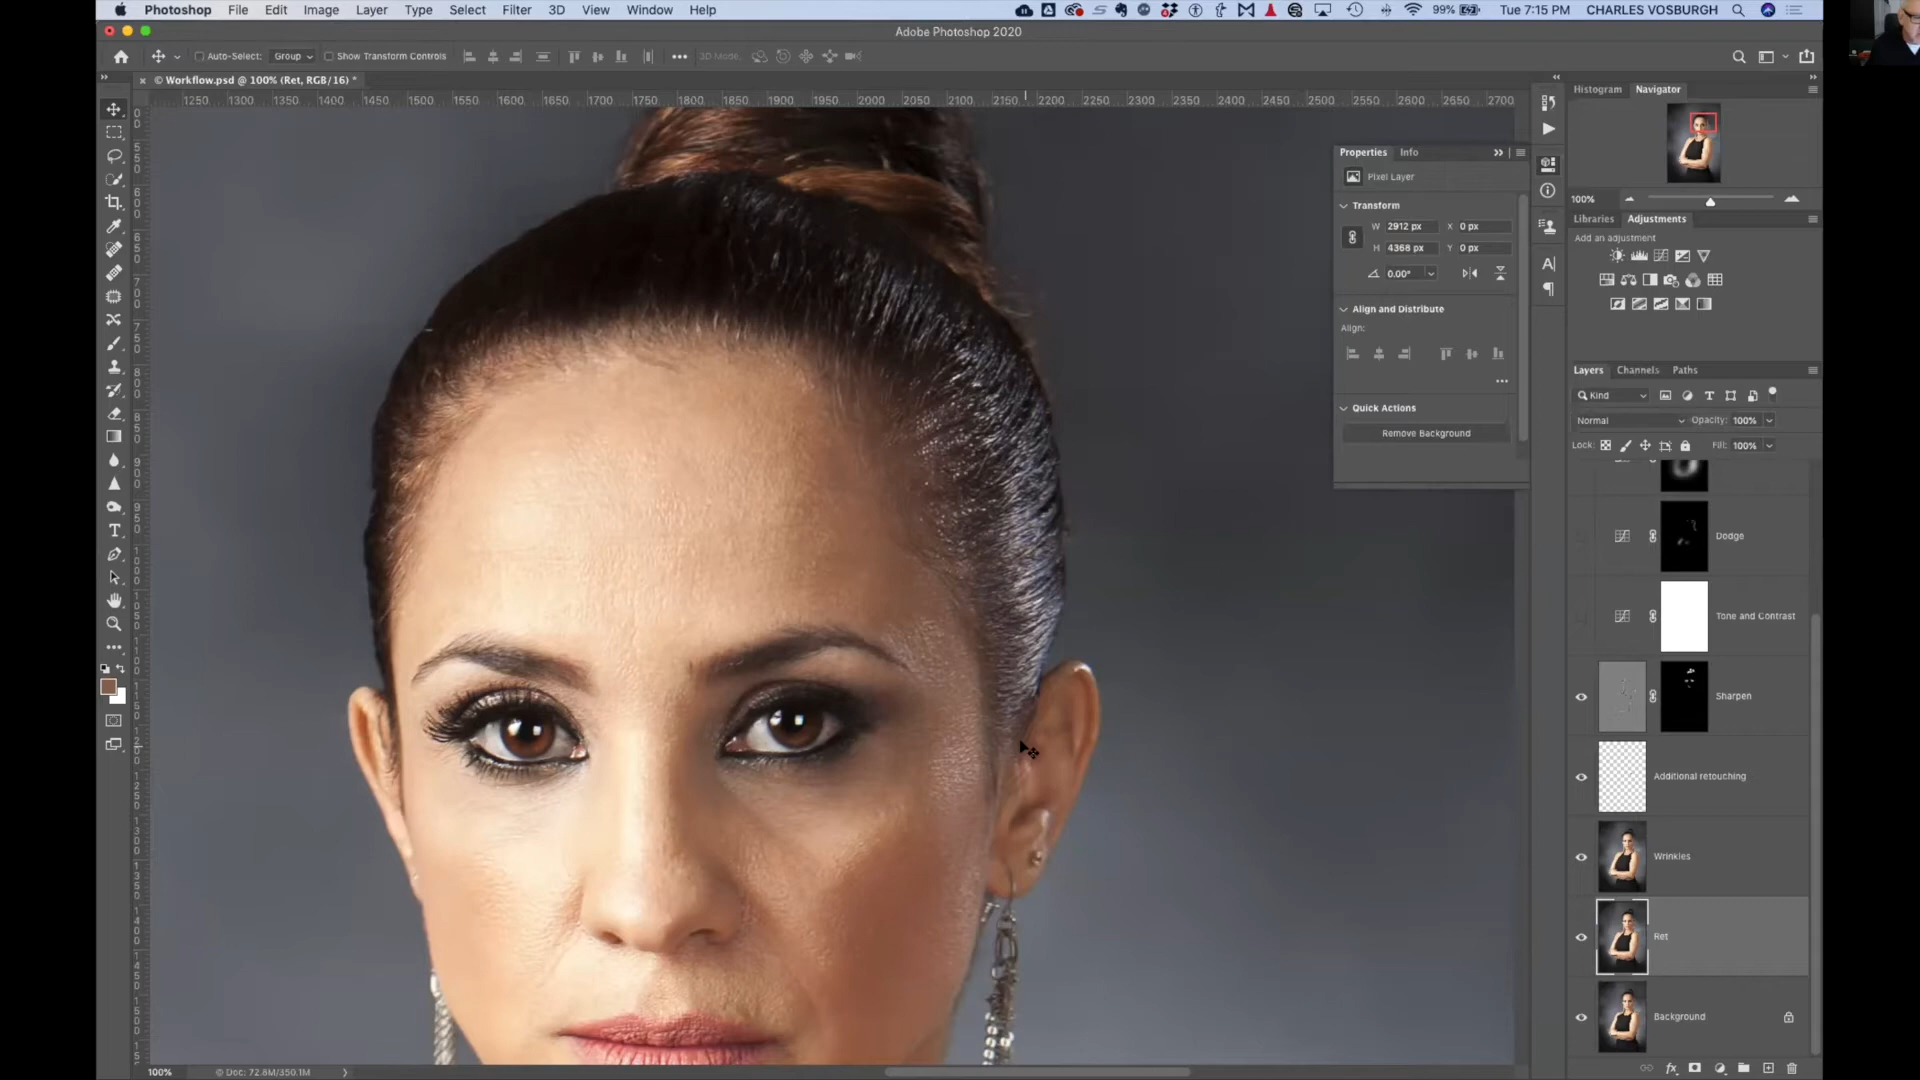 Photoshop File Edit Image Layer Type Select Filter 3D View Window Help 99% Tue 7:15 PM CHARLES VOSBURGH
Adobe Photoshop 2020
Auto-Select: Group Show Transform Controls 3D Mode:
© Workflow.psd @ 100% (Ret, RGB/16) *
1250 1300 1350 1400 1450 1500 1550 1600 1650 1700 1750 1800 1850 1900 1950 2000 2050 2100 2150 2200 2250 2300 2350 2400 2450 2500 2550 2600 2650 2700
Histogram Navigator
100%
Libraries Adjustments
Add an adjustment
Properties Info
Pixel Layer
Transform
W 2912 px X 0 px
H 4368 px Y 0 px
0.00°
Align and Distribute
Align:
Quick Actions
Remove Background
Layers Channels Paths
Kind
Normal Opacity: 100%
Lock: Fill: 100%
Dodge
Tone and Contrast
Sharpen
Additional retouching
Wrinkles
Ret
Background
100% © Doc: 72.8M/350.1M